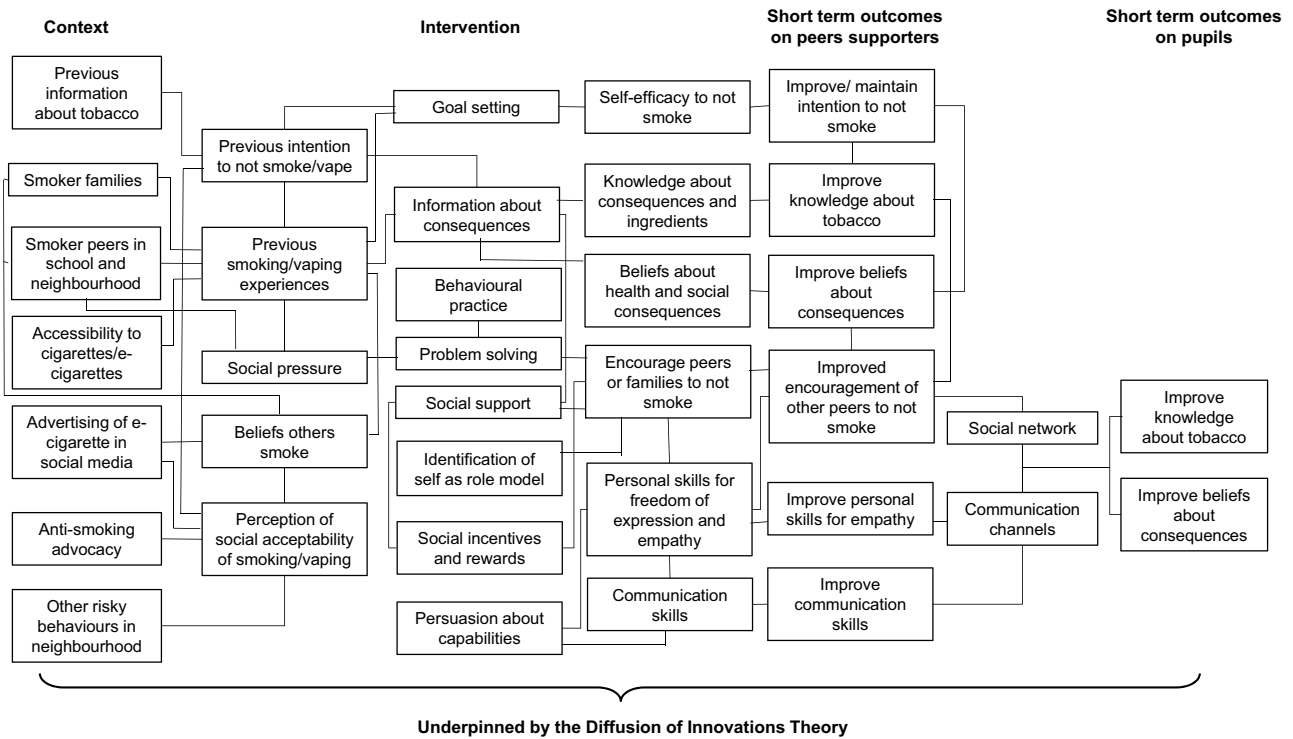 Context
Intervention
Short term outcomes
on peers supporters
Short term outcomes
on pupils
Previous
information
about tobacco
Smoker families
Smoker peers in
school and
neighbourhood
Accessibility to
cigarettes/e-
cigarettes
Advertising of e-
cigarette in
social media
Anti-smoking
advocacy
Other risky
behaviours in
neighbourhood
Previous intention
to not smoke/vape
Previous
smoking/vaping
experiences
Social pressure
Beliefs others
smoke
Perception of
social acceptability
of smoking/vaping
Goal setting
Information about
consequences
Behavioural
practice
Problem solving
Social support
Identification of
self as role model
Social incentives
and rewards
Persuasion about
capabilities
Self-efficacy to not
smoke
Knowledge about
consequences and
ingredients
Beliefs about
health and social
consequences
Encourage peers
or families to not
smoke
Personal skills for
freedom of
expression and
empathy
Communication
skills
Improve/ maintain
intention to not
smoke
Improve
knowledge about
tobacco
Improve beliefs
about
consequences
Improved
encouragement of
other peers to not
smoke
Improve personal
skills for empathy
Improve
communication
skills
Social network
Communication
channels
Improve
knowledge
about tobacco
Improve beliefs
about
consequences
Underpinned by the Diffusion of Innovations Theory